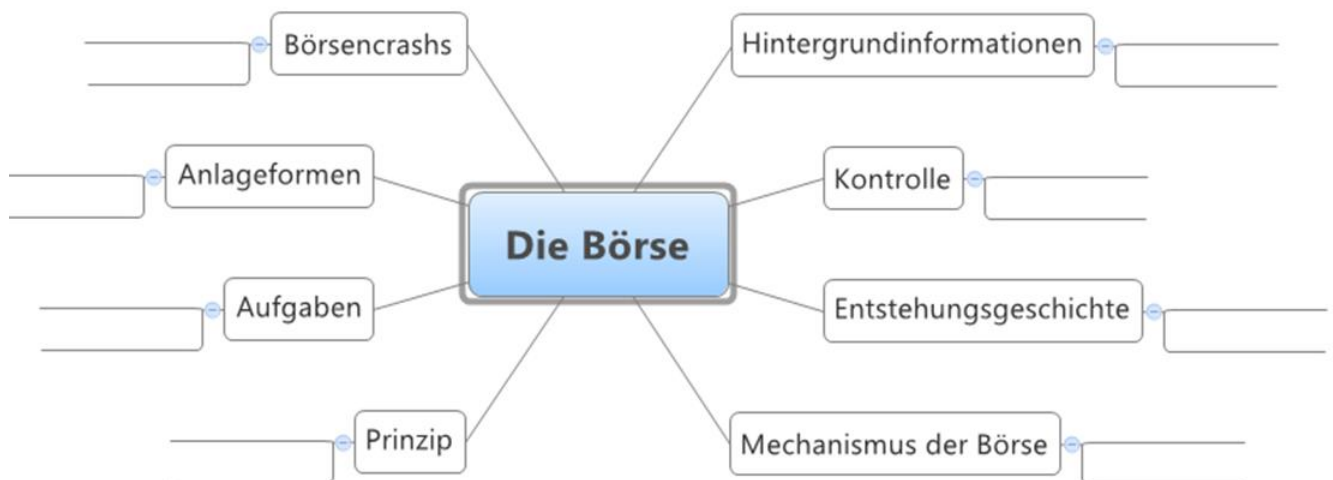 Börsencrashs
Hintergrundinformationen
Anlageformen
Kontrolle
Die Börse
Aufgaben
Entstehungsgeschichte
Prinzip
Mechanismus der Börse